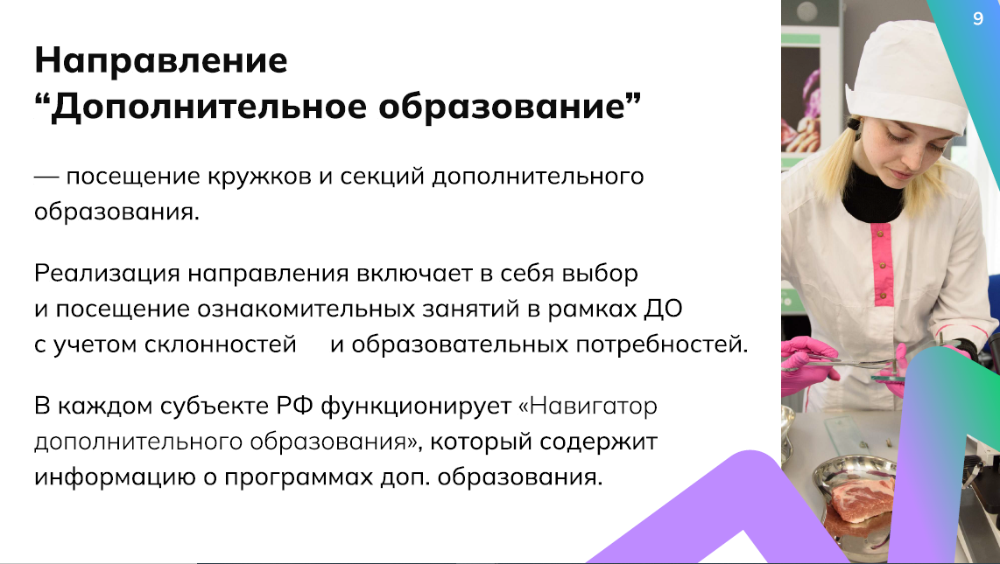 9
Направление
“Дополнительное образование”
— посещение кружков и секций дополнительного
образования.
Реализация направления включает в себя выбор
и посещение ознакомительных занятий в рамках ДО
с учетом склонностей и образовательных потребностей.
В каждом субъекте РФ функционирует «Навигатор
дополнительного образования», который содержит
информацию о программах доп. образования.